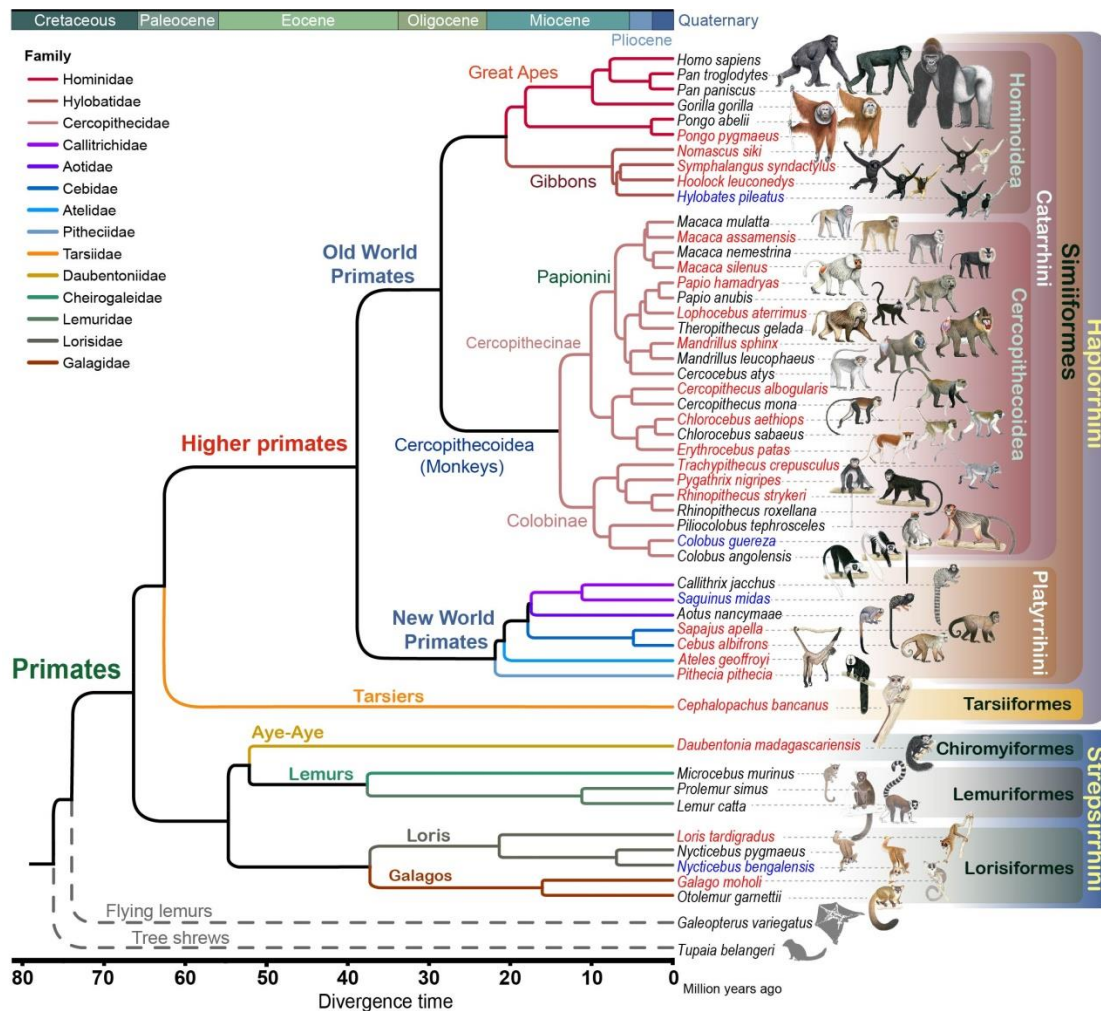 Cretaceous Paleocene Eocene Oligocene Miocene Quaternary
Pliocene
Family
Hominidae
Hylobatidae
Cercopithecidae
Callitrichidae
Aotidae
Cebidae
Atelidae
Pitheciidae
Tarsiidae
Daubentoniidae
Cheirogaleidae
Lemuridae
Lorisidae
Galagidae
Great Apes
Gibbons
Old World
Primates
Papionini
Cercopithecinae
Higher primates
Cercopithecoidea
(Monkeys)
Colobinae
New World
Primates
Primates
Tarsiers
Aye-Aye
Lemurs
Loris
Galagos
Flying lemurs
Tree shrews
Homo sapiens
Pan troglodytes
Pan paniscus
Gorilla gorilla
Pongo abelii
Pongo pygmaeus
Nomascus siki
Symphalangus syndactylus
Hoolock leuconedys
Hylobates pileatus
Macaca mulatta
Macaca assamensis
Macaca nemestrina
Macaca silenus
Papio hamadryas
Papio anubis
Lophocebus aterrimus
Theropithecus gelada
Mandrillus sphinx
Mandrillus leucophaeus
Cercocebus atys
Cercopithecus albogularis
Cercopithecus mona
Chlorocebus aethiops
Chlorocebus sabaeus
Erythrocebus patas
Trachypithecus crepusculus
Pygathrix nigripes
Rhinopithecus strykeri
Rhinopithecus roxellana
Piliocolobus tephrosceles
Colobus guereza
Colobus angolensis
Callithrix jacchus
Saguinus midas
Aotus nancymaae
Sapajus apella
Cebus albifrons
Ateles geoffroyi
Pithecia pithecia
Cephalopachus bancanus
Daubentonia madagascariensis
Microcebus murinus
Prolemur simus
Lemur catta
Loris tardigradus
Nycticebus pygmaeus
Nycticebus bengalensis
Galago moholi
Otolemur garnettii
Galeopterus variegatus
Tupaia belangeri
Hominoidea
Cercopithecoidea
Catarrhini
Platyrrihini
Simiiformes
Haplorrhini
Tarsiiformes
Chiromyiformes
Lemuriformes
Lorisiformes
Strepsirrhini
80 70 60 50 40 30 20 10 0
Million years ago
Divergence time